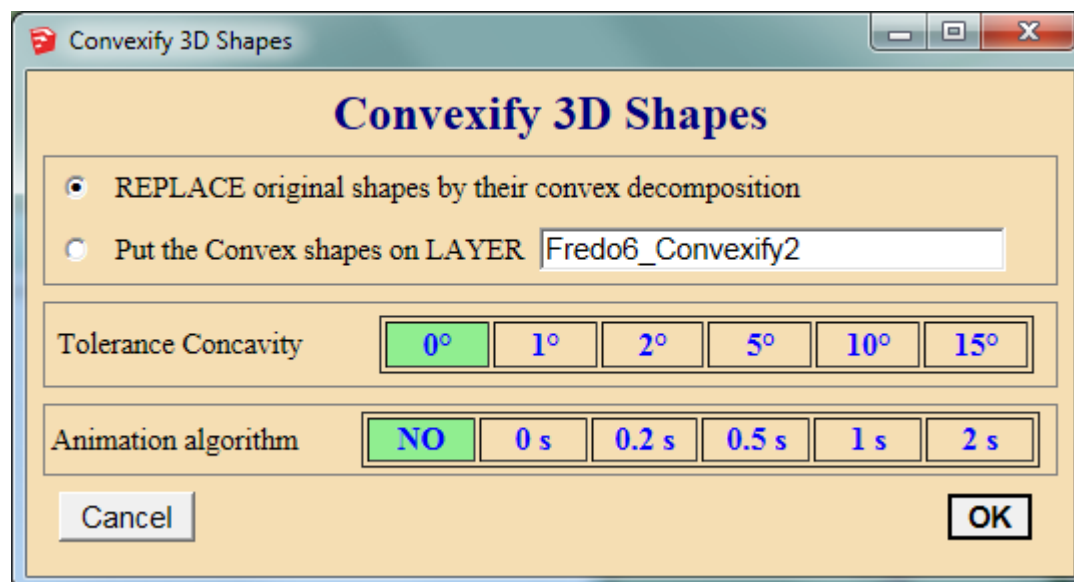 Convexify 3D Shapes
Convexify 3D Shapes
REPLACE original shapes by their convex decomposition
Put the Convex shapes on LAYER Fredo6_Convexify2
Tolerance Concavity 0° 1° 2° 5° 10° 15°
Animation algorithm NO 0 s 0.2 s 0.5 s 1 s 2 s
Cancel OK